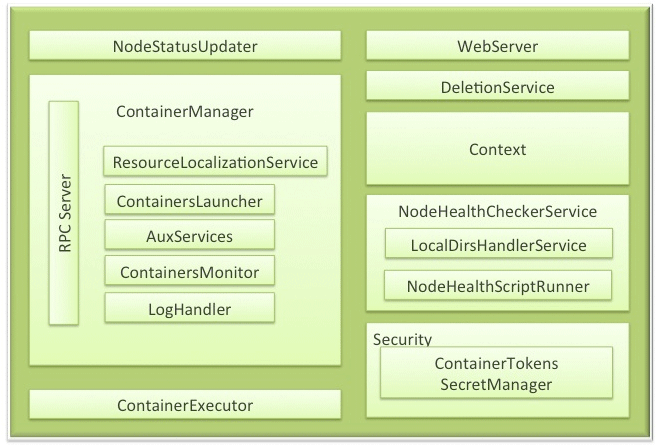 NodeStatusUpdater
ContainerManager
RPC Server
ResourceLocalizationService
ContainersLauncher
AuxServices
ContainersMonitor
LogHandler
ContainerExecutor
WebServer
DeletionService
Context
NodeHealthCheckerService
LocalDirsHandlerService
NodeHealthScriptRunner
Security
ContainerTokens
SecretManager